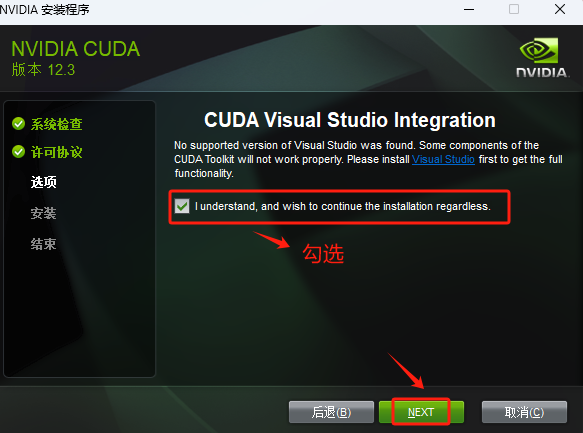 NVIDIA 安装程序
NVIDIA CUDA
版本 12.3
NVIDIA.
系统检查
许可协议
选项
安装
结束
CUDA Visual Studio Integration
No supported version of Visual Studio was found. Some components of the
CUDA Toolkit will not work properly. Please install Visual Studio first to get the full
functionality.
I understand, and wish to continue the installation regardless.
勾选
后退(B)
NEXT
取消(C)